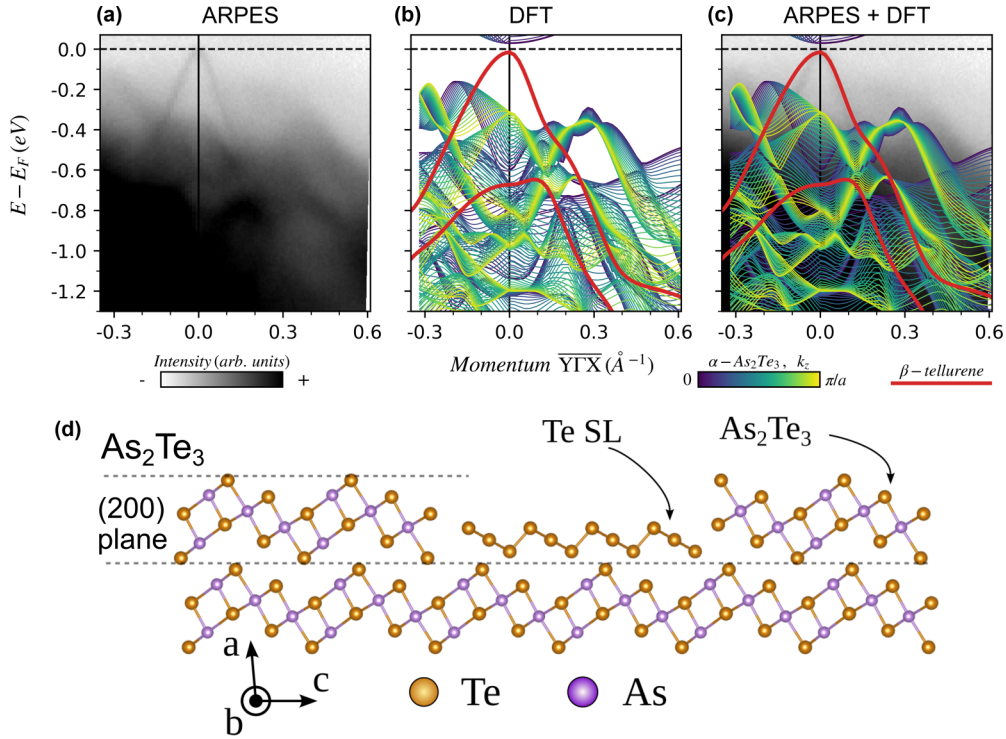 (a) ARPES
(b) DFT
(c) ARPES + DFT
0.0
-0.2
-0.4
-0.6
-0.8
-1.0
-1.2
E − E_F (eV)
-0.3 0.0 0.3 0.6
-0.3 0.0 0.3 0.6
-0.3 0.0 0.3 0.6
Intensity (arb. units)
- +
Momentum Y̅Γ̅X̅ (Å⁻¹)
α − As₂Te₃ , k_z
0 π/a
β − tellurene
(d)
As₂Te₃
Te SL
As₂Te₃
(200)
plane
a
c
b
Te
As